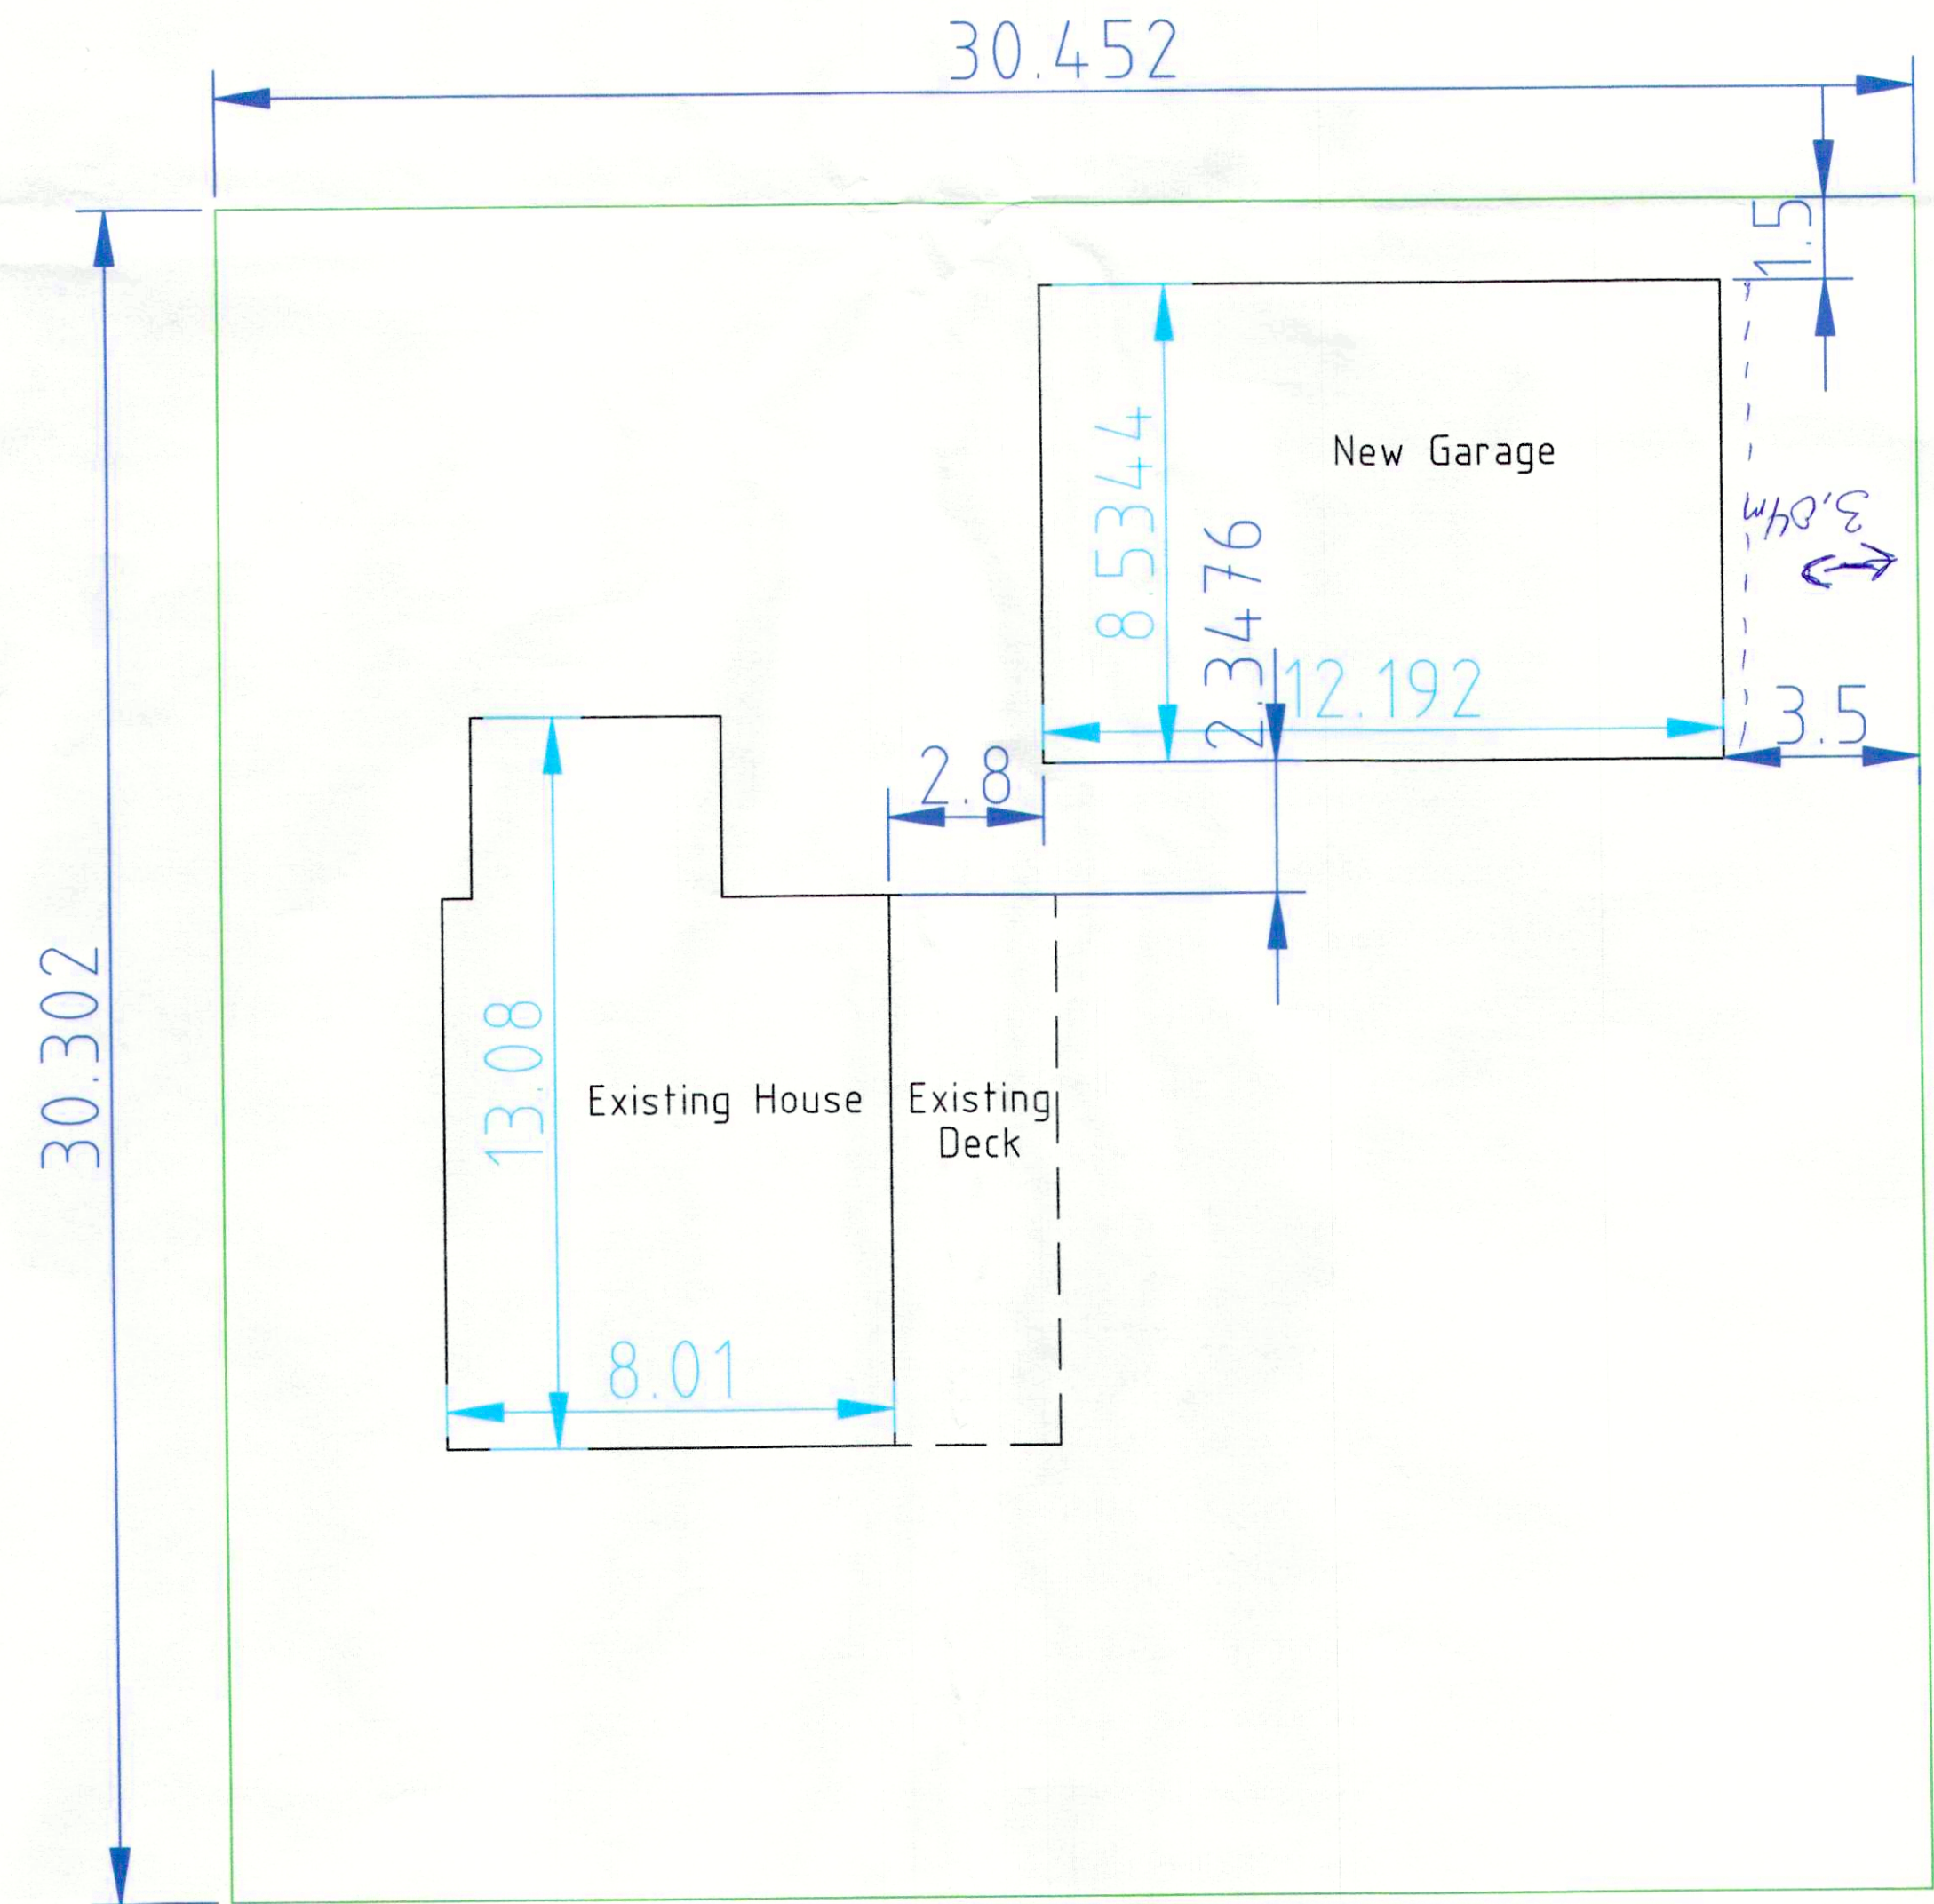 30.452
1.5
New Garage
8.5344
3.04m
2.3476
12.192
3.5
2.8
30.302
13.08
Existing House
Existing
Deck
8.01